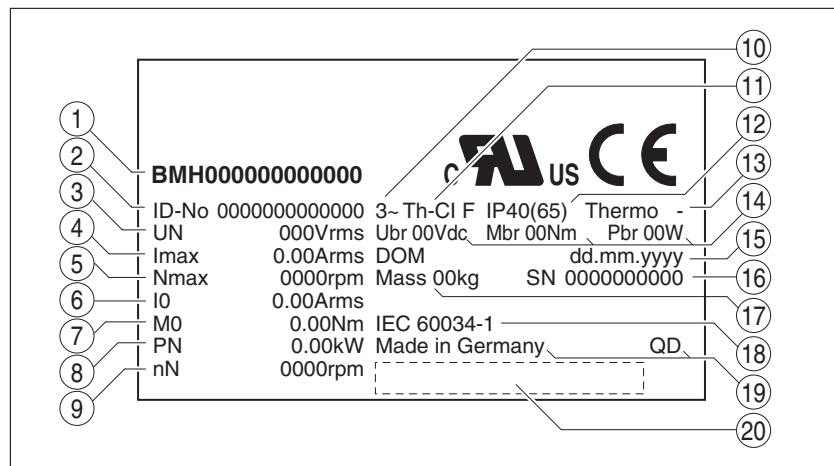 1
2
3
4
5
6
7
8
9
10
11
12
13
14
15
16
17
18
19
20
c RU US CE
BMH000000000000
ID-No 0000000000000 3~ Th-Cl F IP40(65) Thermo -
UN 000Vrms Ubr 00Vdc Mbr 00Nm Pbr 00W
Imax 0.00Arms DOM dd.mm.yyyy
Nmax 0000rpm Mass 00kg SN 0000000000
I0 0.00Arms
M0 0.00Nm IEC 60034-1
PN 0.00kW Made in Germany QD
nN 0000rpm